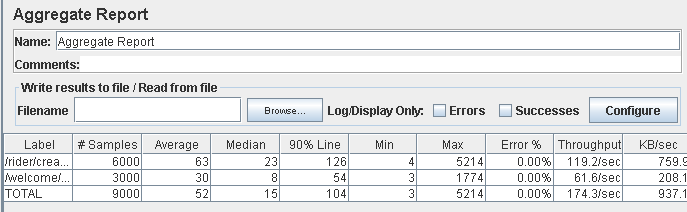 Aggregate Report
Name: Aggregate Report
Comments:
Write results to file / Read from file
Filename Browse... Log/Display Only: Errors Successes Configure
Label # Samples Average Median 90% Line Min Max Error % Throughput KB/sec
/rider/crea... 6000 63 23 126 4 5214 0.00% 119.2/sec 759.9
/welcome/... 3000 30 8 54 3 1774 0.00% 61.6/sec 208.1
TOTAL 9000 52 15 104 3 5214 0.00% 174.3/sec 937.1